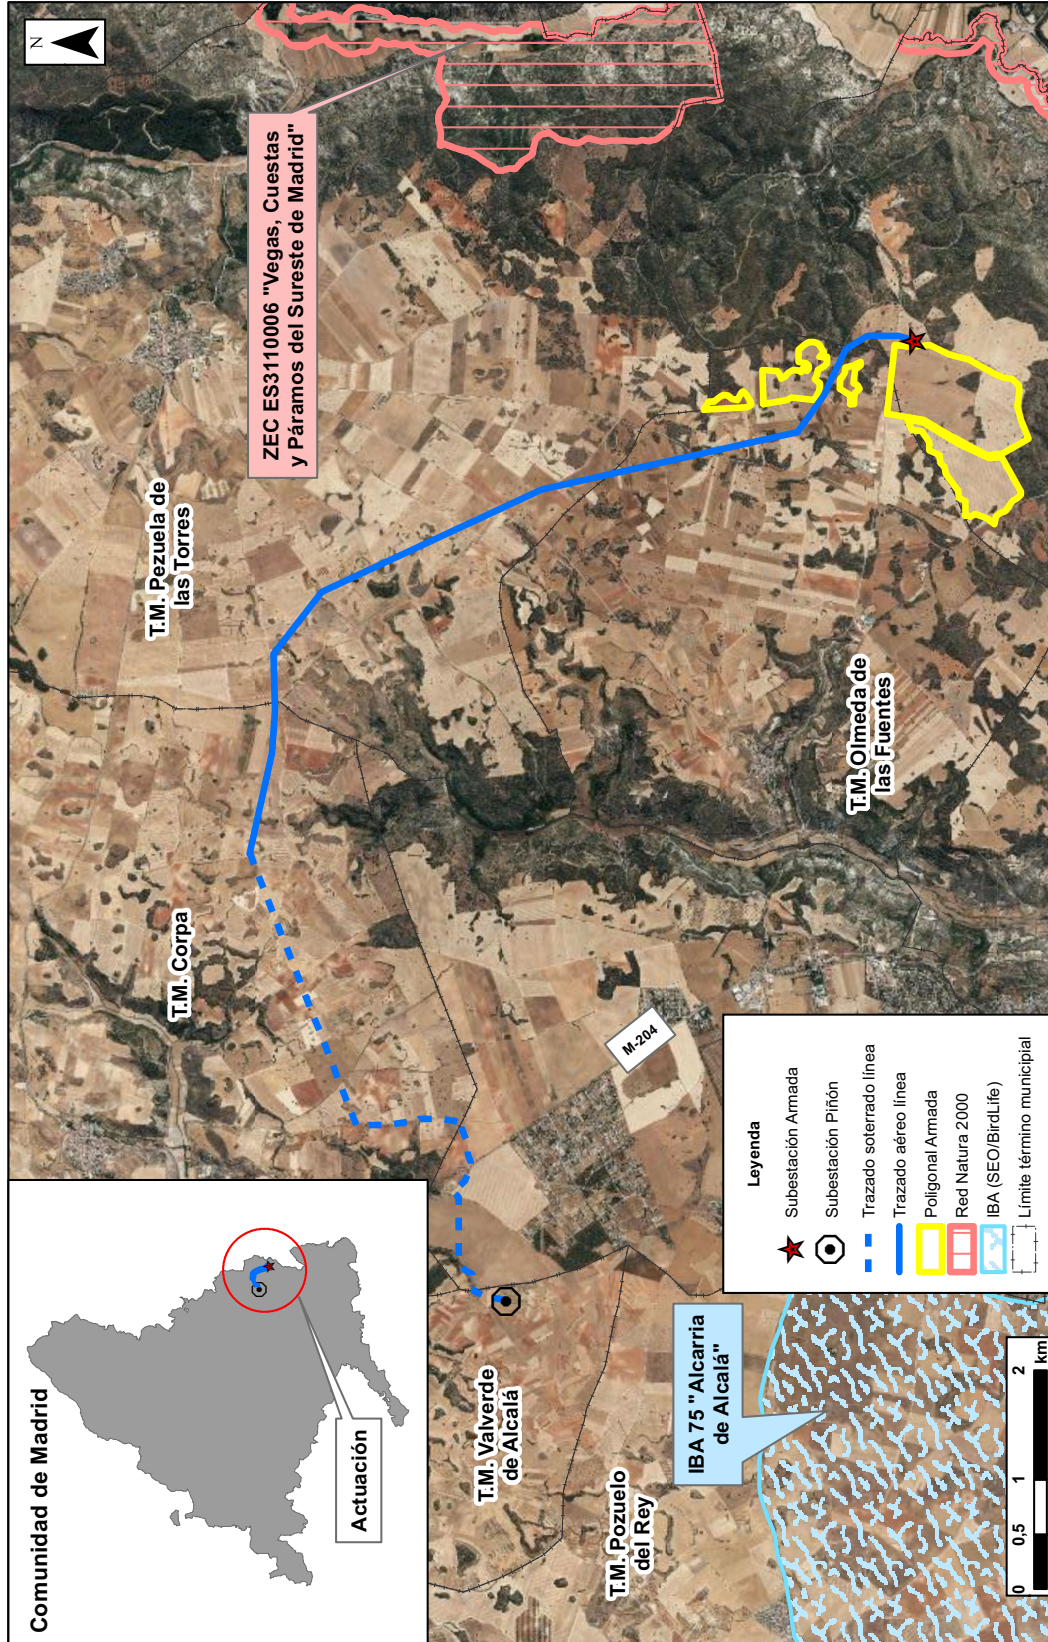 Comunidad de Madrid
Actuación
N
ZEC ES3110006 "Vegas, Cuestas
y Páramos del Sureste de Madrid"
T.M. Pezuela de
las Torres
T.M. Corpa
T.M. Valverde
de Alcalá
M-204
T.M. Olmeda de
las Fuentes
T.M. Pozuelo
del Rey
IBA 75 "Alcarria
de Alcalá"
Leyenda
Subestación Armada
Subestación Piñón
Trazado soterrado línea
Trazado aéreo línea
Poligonal Armada
Red Natura 2000
IBA (SEO/BirdLife)
Límite término municipal
0 0,5 1 2
km